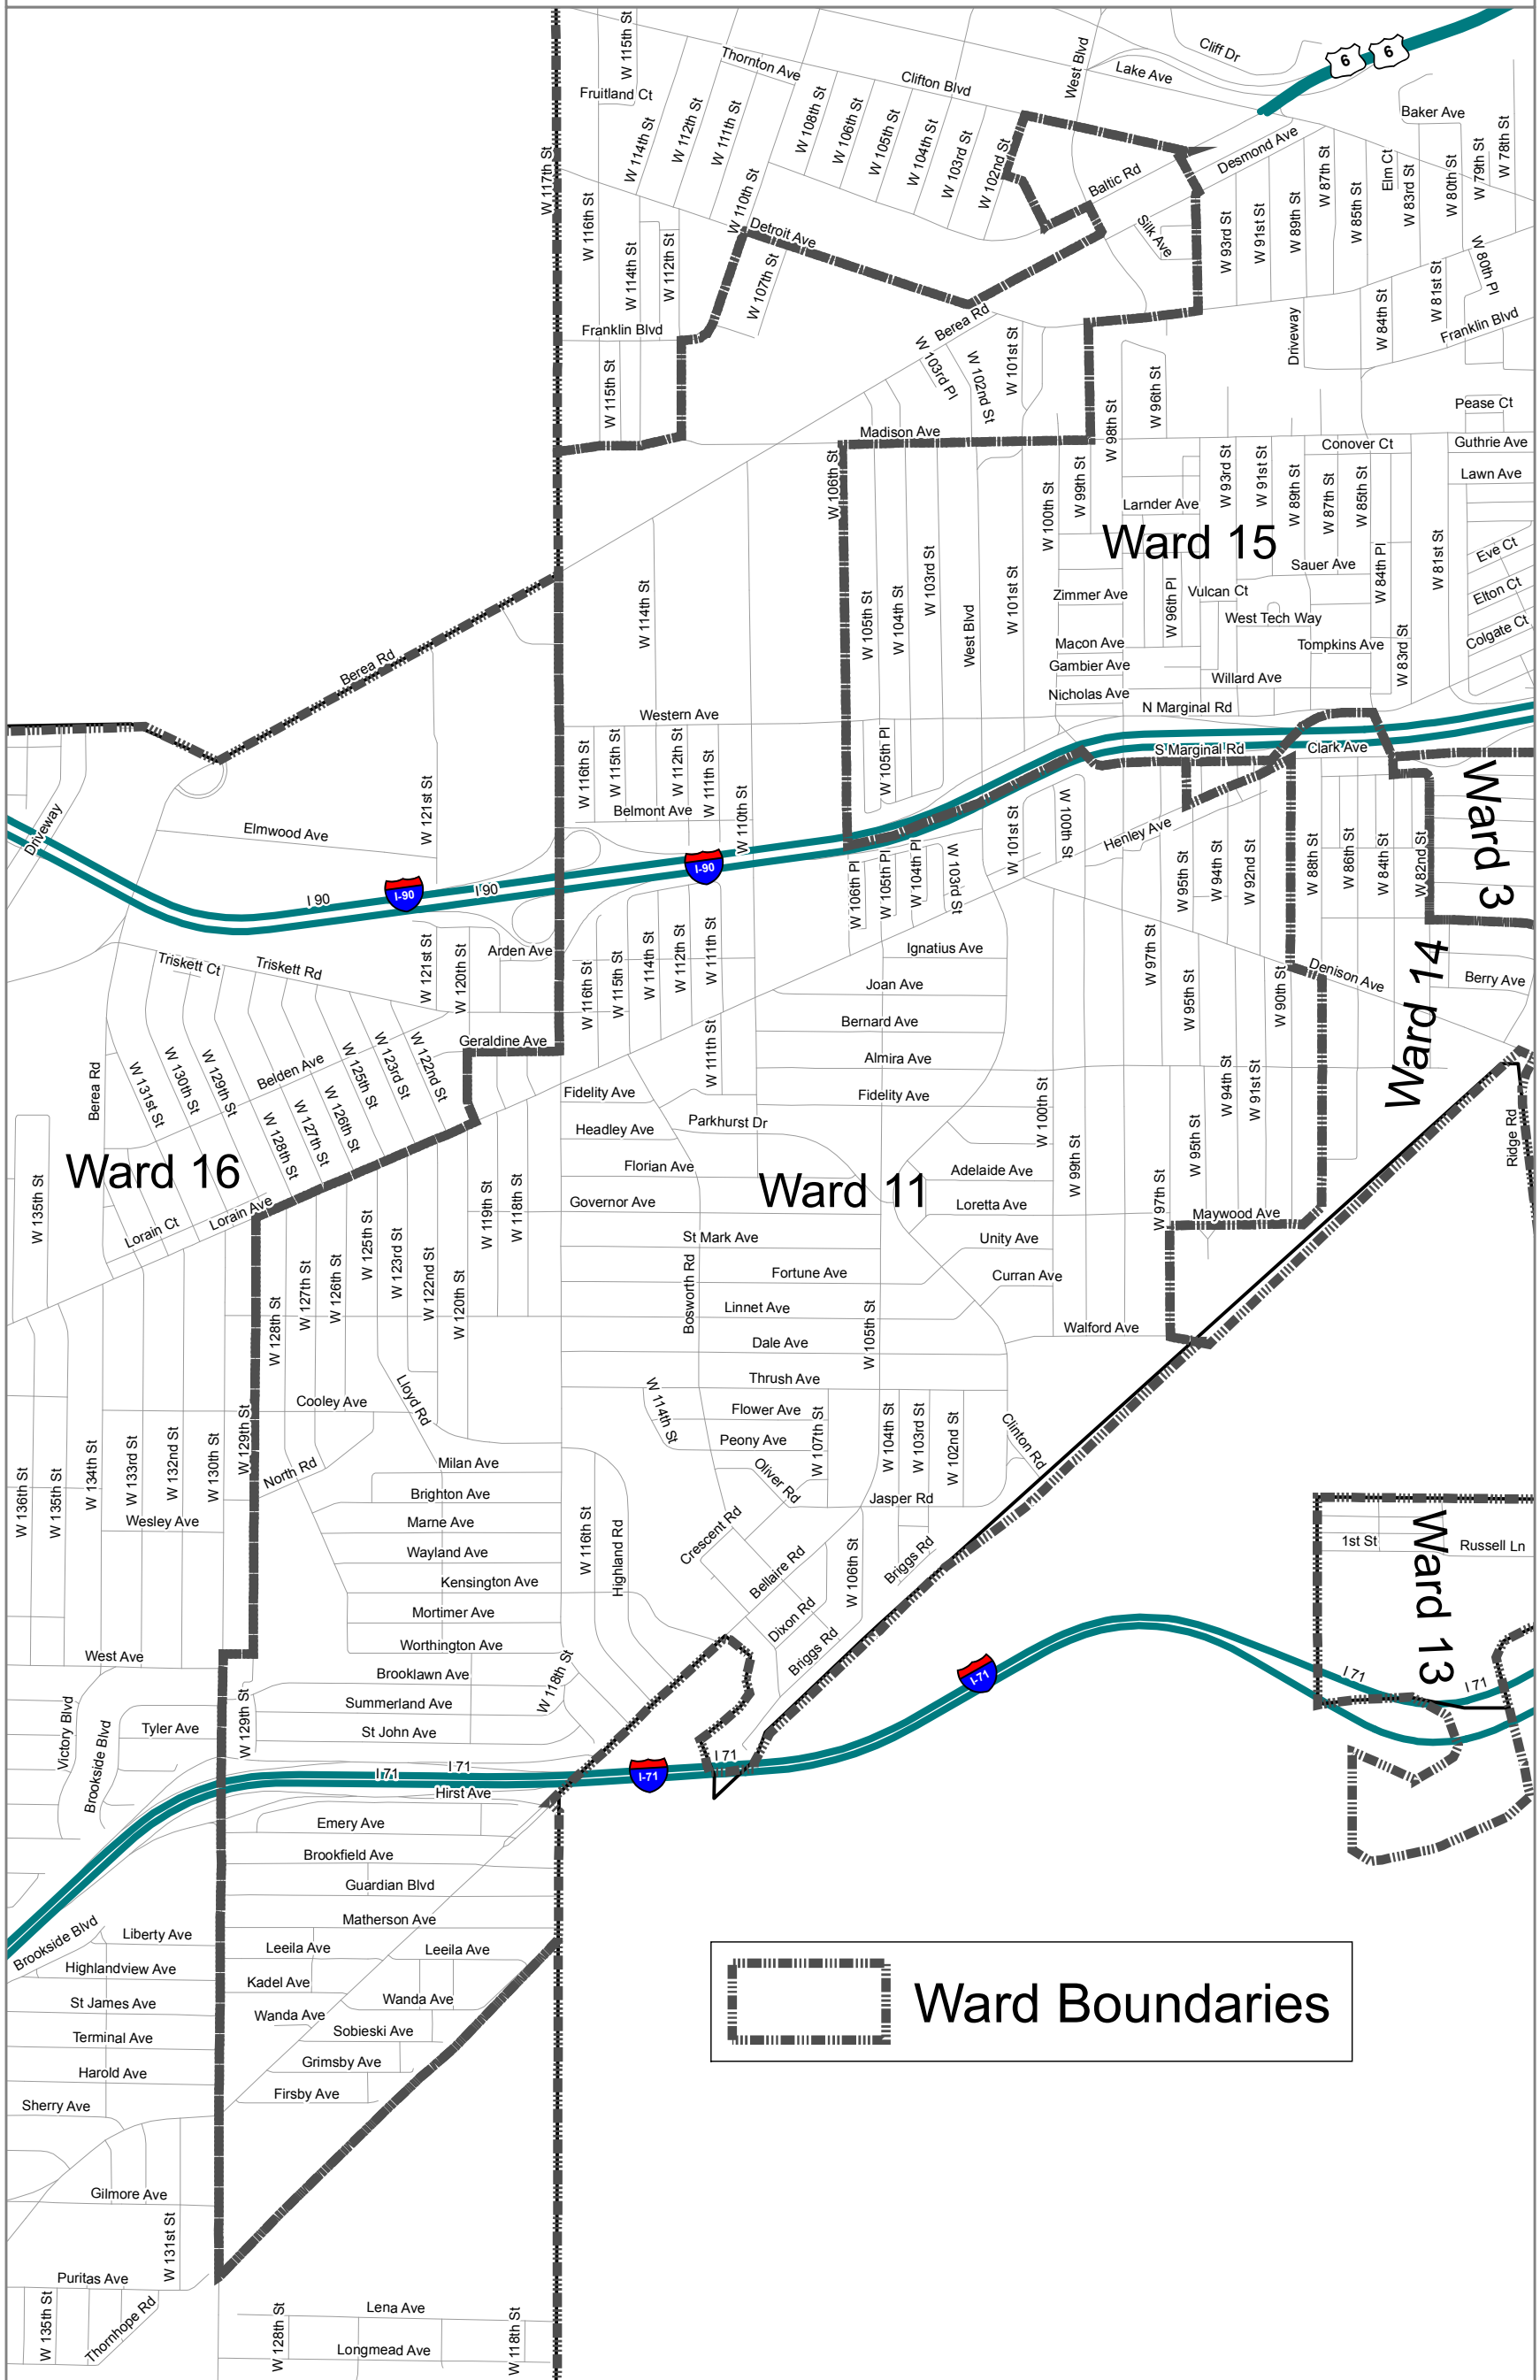 W 115th St
Thornton Ave
West Blvd
Cliff Dr
6
6
Fruitland Ct
Clifton Blvd
Lake Ave
Baker Ave
W 114th St
W 112th St
W 111th St
W 108th St
W 106th St
W 105th St
W 104th St
W 103rd St
W 102nd St
Desmond Ave
W 87th St
W 85th St
Elm Ct
W 83rd St
W 80th St
W 79th St
W 78th St
W 117th St
Baltic Rd
W 116th St
W 110th St
Detroit Ave
Silk Ave
W 93rd St
W 91st St
W 89th St
W 114th St
W 112th St
W 107th St
W 81st St
W 80th Pl
Franklin Blvd
Berea Rd
W 101st St
Driveway
W 84th St
Franklin Blvd
W 115th St
W 103rd Pl
W 102nd St
W 96th St
Pease Ct
Madison Ave
W 98th St
Conover Ct
Guthrie Ave
W 106th St
W 99th St
W 93rd St
W 91st St
W 89th St
W 87th St
W 85th St
Lawn Ave
W 100th St
Larnder Ave
Ward 15
W 81st St
Eve Ct
W 114th St
W 105th St
W 104th St
W 103rd St
West Blvd
W 101st St
Sauer Ave
W 84th Pl
Zimmer Ave
W 96th Pl
Vulcan Ct
Elton Ct
West Tech Way
Colgate Ct
Berea Rd
Macon Ave
Tompkins Ave
W 83rd St
Gambier Ave
Willard Ave
Nicholas Ave
Western Ave
N Marginal Rd
S Marginal Rd
Clark Ave
W 116th St
W 115th St
W 112th St
W 111th St
W 105th Pl
Ward 3
Driveway
Elmwood Ave
W 121st St
Belmont Ave
W 110th St
W 101st St
W 100th St
Henley Ave
I 90
I-90
I 90
I-90
W 106th Pl
W 105th Pl
W 104th Pl
W 103rd St
W 95th St
W 94th St
W 92nd St
W 88th St
W 86th St
W 84th St
W 82nd St
Triskett Ct
Triskett Rd
W 121st St
W 120th St
Arden Ave
W 116th St
W 115th St
W 114th St
W 112th St
W 111th St
Ignatius Ave
W 97th St
Denison Ave
Ward 14
Berry Ave
Joan Ave
W 95th St
W 90th St
Bernard Ave
Geraldine Ave
W 111th St
Almira Ave
Berea Rd
W 131st St
W 130th St
W 129th St
Belden Ave
W 125th St
W 123rd St
W 122nd St
W 94th St
W 91st St
Fidelity Ave
Fidelity Ave
W 128th St
W 127th St
W 126th St
Headley Ave
Parkhurst Dr
W 100th St
W 99th St
W 95th St
Ridge Rd
Ward 16
Florian Ave
Ward 11
Adelaide Ave
W 135th St
Lorain Ct
Lorain Ave
W 119th St
W 118th St
Governor Ave
Loretta Ave
W 97th St
Maywood Ave
W 125th St
W 123rd St
St Mark Ave
Unity Ave
W 128th St
W 127th St
W 126th St
W 122nd St
W 120th St
Bosworth Rd
Fortune Ave
Curran Ave
Linnet Ave
W 105th St
Walford Ave
Dale Ave
Thrush Ave
Cooley Ave
Lloyd Rd
W 114th St
Flower Ave
W 107th St
W 104th St
W 103rd St
W 102nd St
Clinton Rd
Peony Ave
W 136th St
W 135th St
W 134th St
W 133rd St
W 132nd St
W 130th St
W 129th St
North Rd
Milan Ave
Oliver Rd
Brighton Ave
Jasper Rd
Wesley Ave
Marne Ave
W 116th St
Highland Rd
Crescent Rd
Wayland Ave
Bellaire Rd
W 106th St
Briggs Rd
1st St
Russell Ln
Ward 13
Kensington Ave
Mortimer Ave
Dixon Rd
Worthington Ave
Briggs Rd
West Ave
Brooklawn Ave
W 118th St
I-71
I 71
I 71
Summerland Ave
Victory Blvd
Brookside Blvd
Tyler Ave
W 129th St
St John Ave
I 71
I 71
I 71
I-71
Hirst Ave
Emery Ave
Brookfield Ave
Guardian Blvd
Matherson Ave
Brookside Blvd
Liberty Ave
Leeila Ave
Leeila Ave
Highlandview Ave
Kadel Ave
St James Ave
Wanda Ave
Wanda Ave
Ward Boundaries
Terminal Ave
Sobieski Ave
Harold Ave
Grimsby Ave
Sherry Ave
Firsby Ave
Gilmore Ave
W 131st St
Puritas Ave
W 135th St
Thornhope Rd
W 128th St
Lena Ave
W 118th St
Longmead Ave